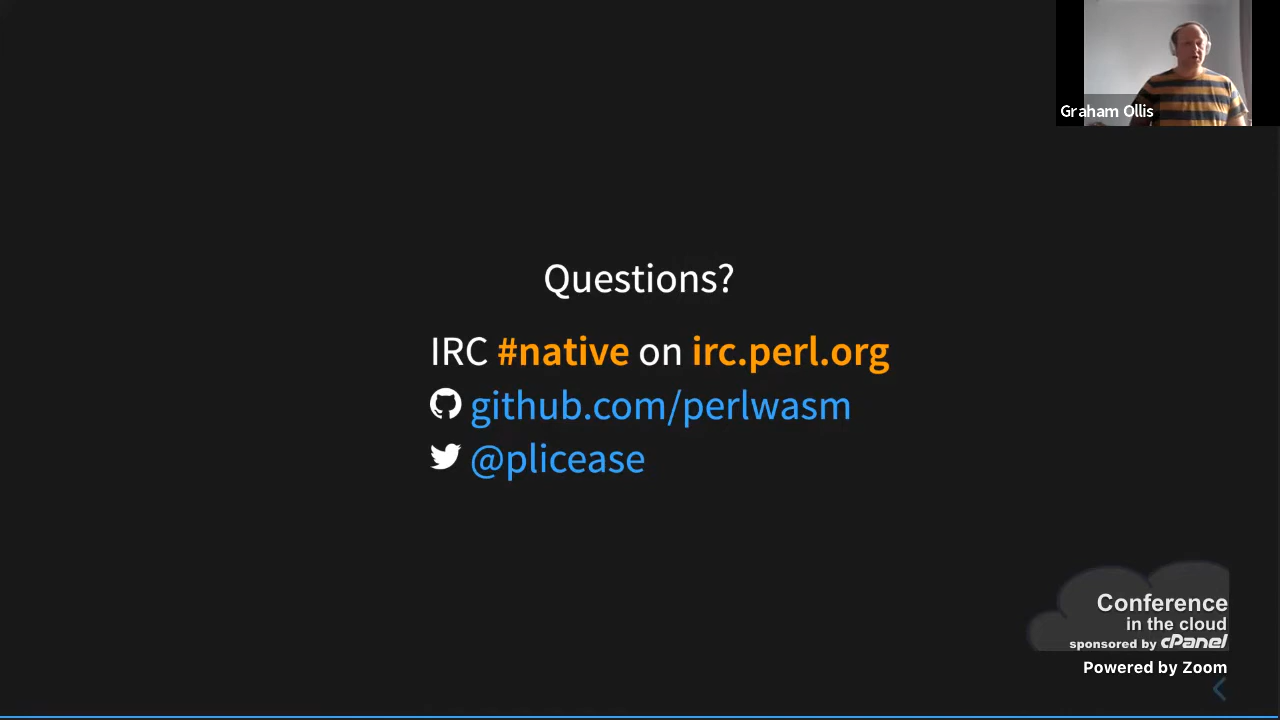 Graham Ollis
Questions?
IRC #native on irc.perl.org
github.com/perlwasm
@plicease
Conference
in the cloud
sponsored by cPanel
Powered by Zoom